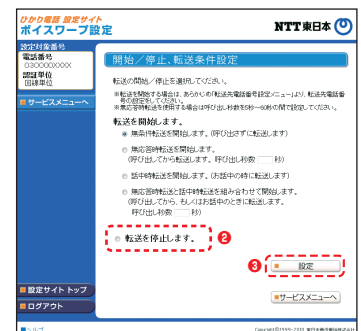 ひかり電話 設定サイト
ボイスワープ設定
NTT東日本
設定対象番号
電話番号
0300000XXXX
認証単位
回線単位
サービスメニューへ
開始／停止、転送条件設定
転送の開始／停止を選択してください。
※転送を開始する場合は、あらかじめ「転送先電話番号設定メニュー」より、転送先電話番号の設定をしてください。
※無応答時転送を使用する場合は呼び出し秒数を5秒～60秒の間で設定してください。
転送を開始します。
無条件転送を開始します。(呼び出さずに転送します)
無応答時転送を開始します。
(呼び出してから転送します。呼び出し秒数 秒)
話中時転送を開始します。(お話中の時に転送します)
無応答時転送と話中時転送を組み合わせて開始します。
(呼び出してから、もしくはお話中のときに転送します。
呼び出し秒数 秒)
転送を停止します。
2
3
設定
サービスメニューへ
設定サイトトップ
ログアウト
ヘルプ